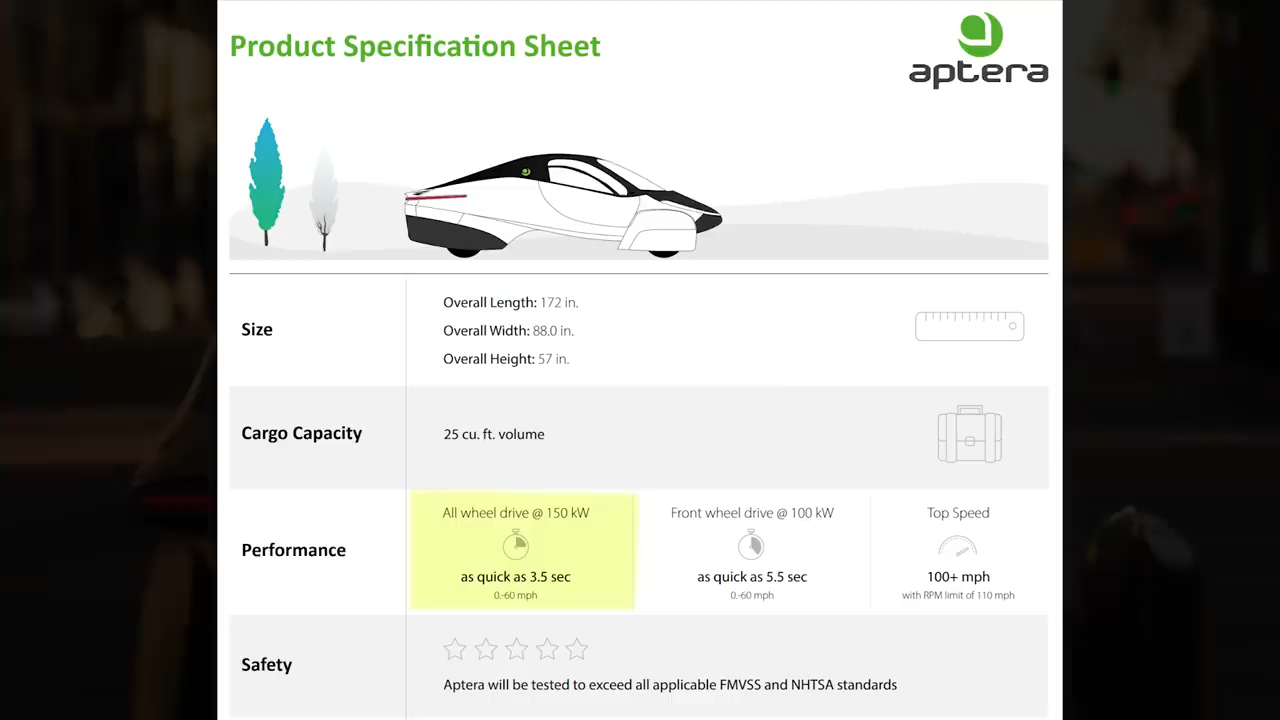 Product Specification Sheet
aptera
Size
Overall Length: 172 in.
Overall Width: 88.0 in.
Overall Height: 57 in.
Cargo Capacity
25 cu. ft. volume
Performance
All wheel drive @ 150 kW
as quick as 3.5 sec
0.-60 mph
Front wheel drive @ 100 kW
as quick as 5.5 sec
0.-60 mph
Top Speed
100+ mph
with RPM limit of 110 mph
Safety
Aptera will be tested to exceed all applicable FMVSS and NHTSA standards